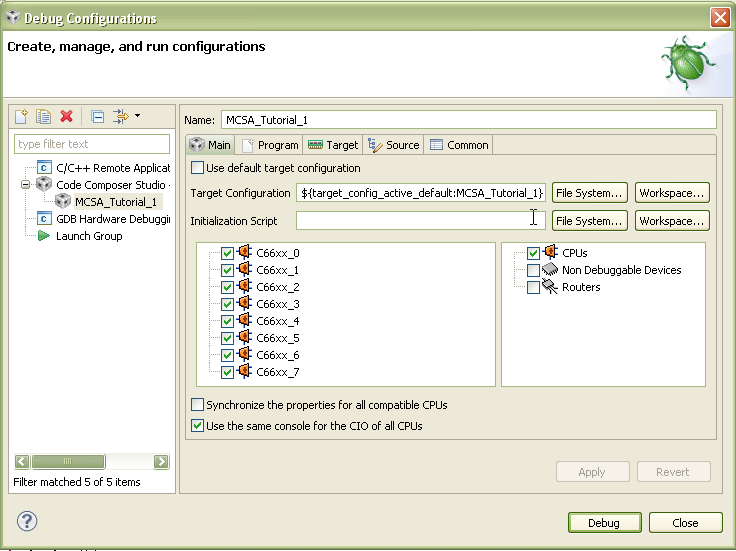 Debug Configurations
Create, manage, and run configurations
type filter text
C/C++ Remote Applicat
Code Composer Studio -
MCSA_Tutorial_1
GDB Hardware Debuggin
Launch Group
Filter matched 5 of 5 items
Name: MCSA_Tutorial_1
Main Program Target Source Common
Use default target configuration
Target Configuration ${target_config_active_default:MCSA_Tutorial_1} File System... Workspace...
Initialization Script File System... Workspace...
C66xx_0
C66xx_1
C66xx_2
C66xx_3
C66xx_4
C66xx_5
C66xx_6
C66xx_7
CPUs
Non Debuggable Devices
Routers
Synchronize the properties for all compatible CPUs
Use the same console for the CIO of all CPUs
Apply Revert
? Debug Close